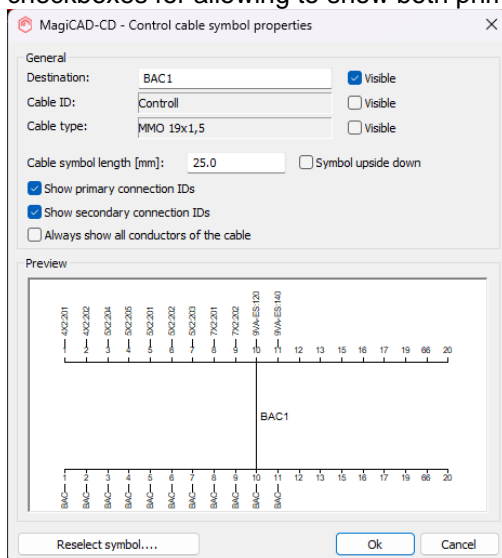 checkboxes for allowing to show both prim
MagiCAD-CD - Control cable symbol properties
General
Destination: BAC1 Visible
Cable ID: Controll Visible
Cable type: MMO 19x1,5 Visible
Cable symbol length [mm]: 25.0 Symbol upside down
Show primary connection IDs
Show secondary connection IDs
Always show all conductors of the cable
Preview
4X2:201 4X2:202 5X2:204 5X2:205 5X2:201 5X2:202 5X2:203 7X2:201 7X2:202 9VA-ES:120 9VA-ES:140
1 2 3 4 5 6 7 8 9 10 11 12 13 15 16 17 19 66 20
BAC1
1 2 3 4 5 6 7 8 9 10 11 12 13 15 16 17 19 66 20
BAC BAC BAC BAC BAC BAC BAC BAC BAC BAC BAC
Reselect symbol.... Ok Cancel